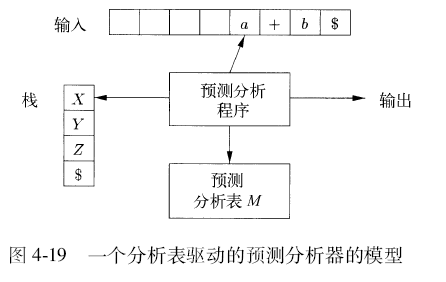 输入
a + b $
栈
X
Y
Z
$
预测分析
程序
输出
预测
分析表 M
图 4-19 一个分析表驱动的预测分析器的模型